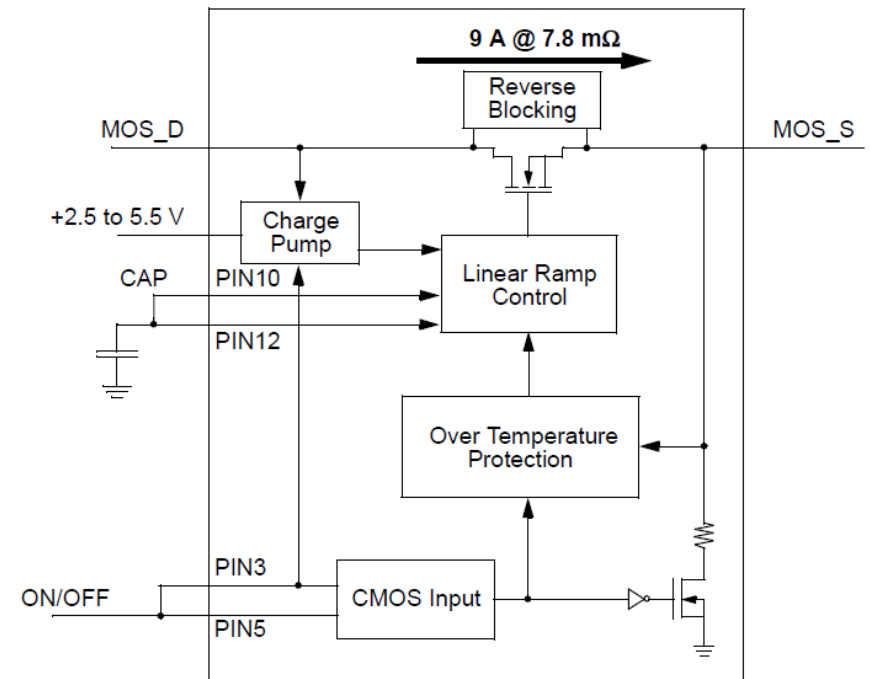 9 A @ 7.8 mΩ
Reverse
Blocking
MOS_D
MOS_S
+2.5 to 5.5 V
Charge
Pump
CAP
PIN10
Linear Ramp
Control
PIN12
Over Temperature
Protection
PIN3
ON/OFF
CMOS Input
PIN5